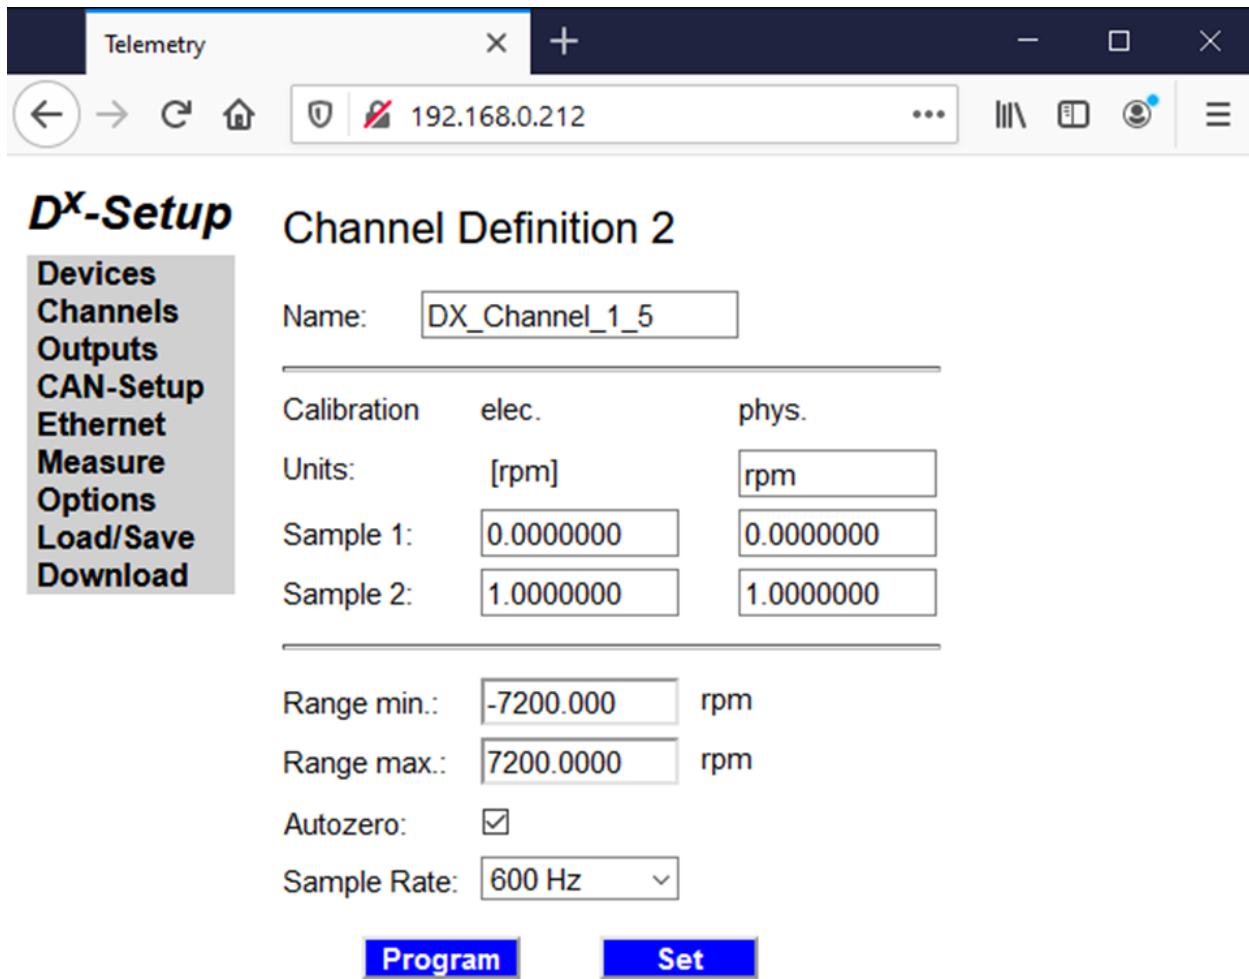 Telemetry
192.168.0.212
Dx-Setup
Devices
Channels
Outputs
CAN-Setup
Ethernet
Measure
Options
Load/Save
Download
Channel Definition 2
Name: DX_Channel_1_5
Calibration elec. phys.
Units: [rpm] rpm
Sample 1: 0.0000000 0.0000000
Sample 2: 1.0000000 1.0000000
Range min.: -7200.000 rpm
Range max.: 7200.0000 rpm
Autozero:
Sample Rate: 600 Hz
Program Set